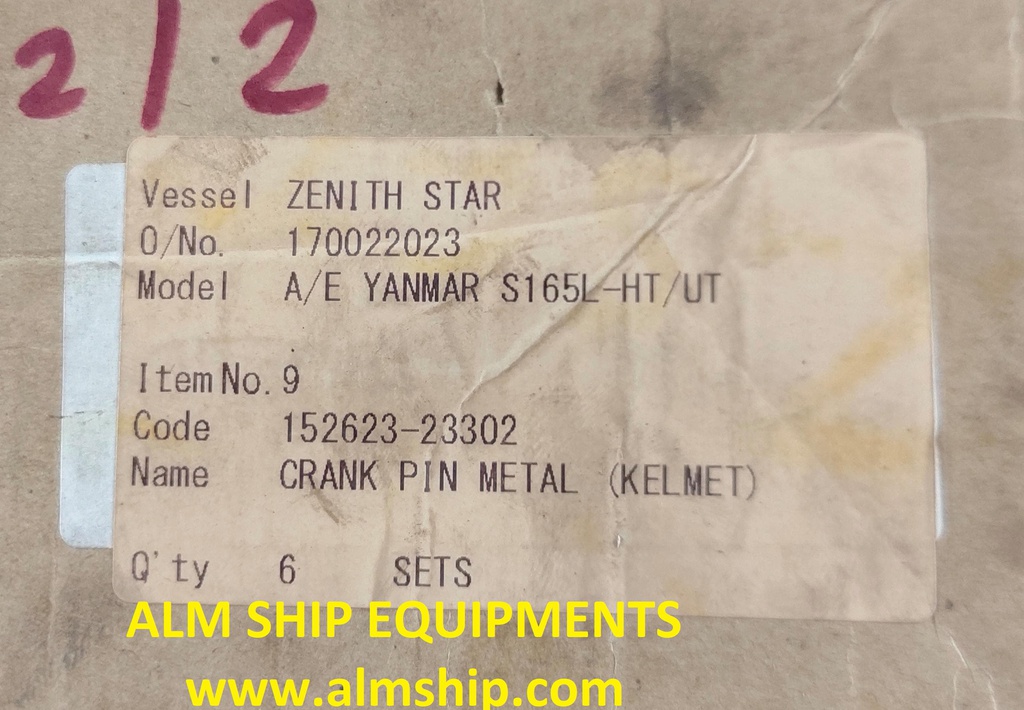 2/2
Vessel ZENITH STAR
O/No. 170022023
Model A/E YANMAR S165L-HT/UT
Item No. 9
Code 152623-23302
Name CRANK PIN METAL (KELMET)
Q'ty 6 SETS
ALM SHIP EQUIPMENTS
www.almship.com